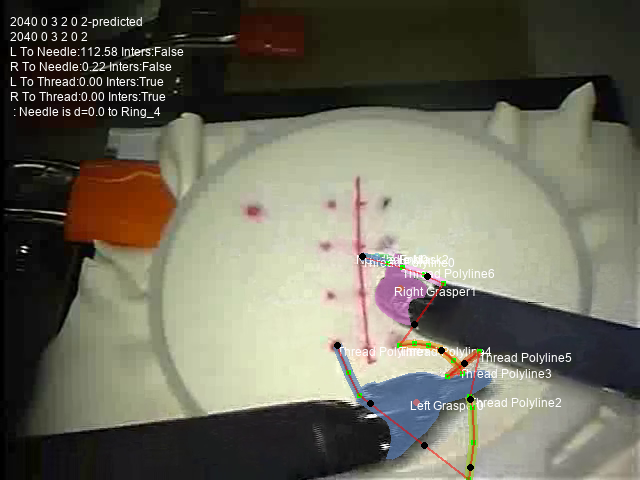 2040 0 3 2 0 2-predicted
2040 0 3 2 0 2
L To Needle:112.58 Inters:False
R To Needle:0.22 Inters:False
L To Thread:0.00 Inters:True
R To Thread:0.00 Inters:True
: Needle is d=0.0 to Ring_4
Thread Polyline0
Thread Polyline6
Right Grasper1
Thread Polyline5
Thread Polyline3
Left Grasper
Thread Polyline2